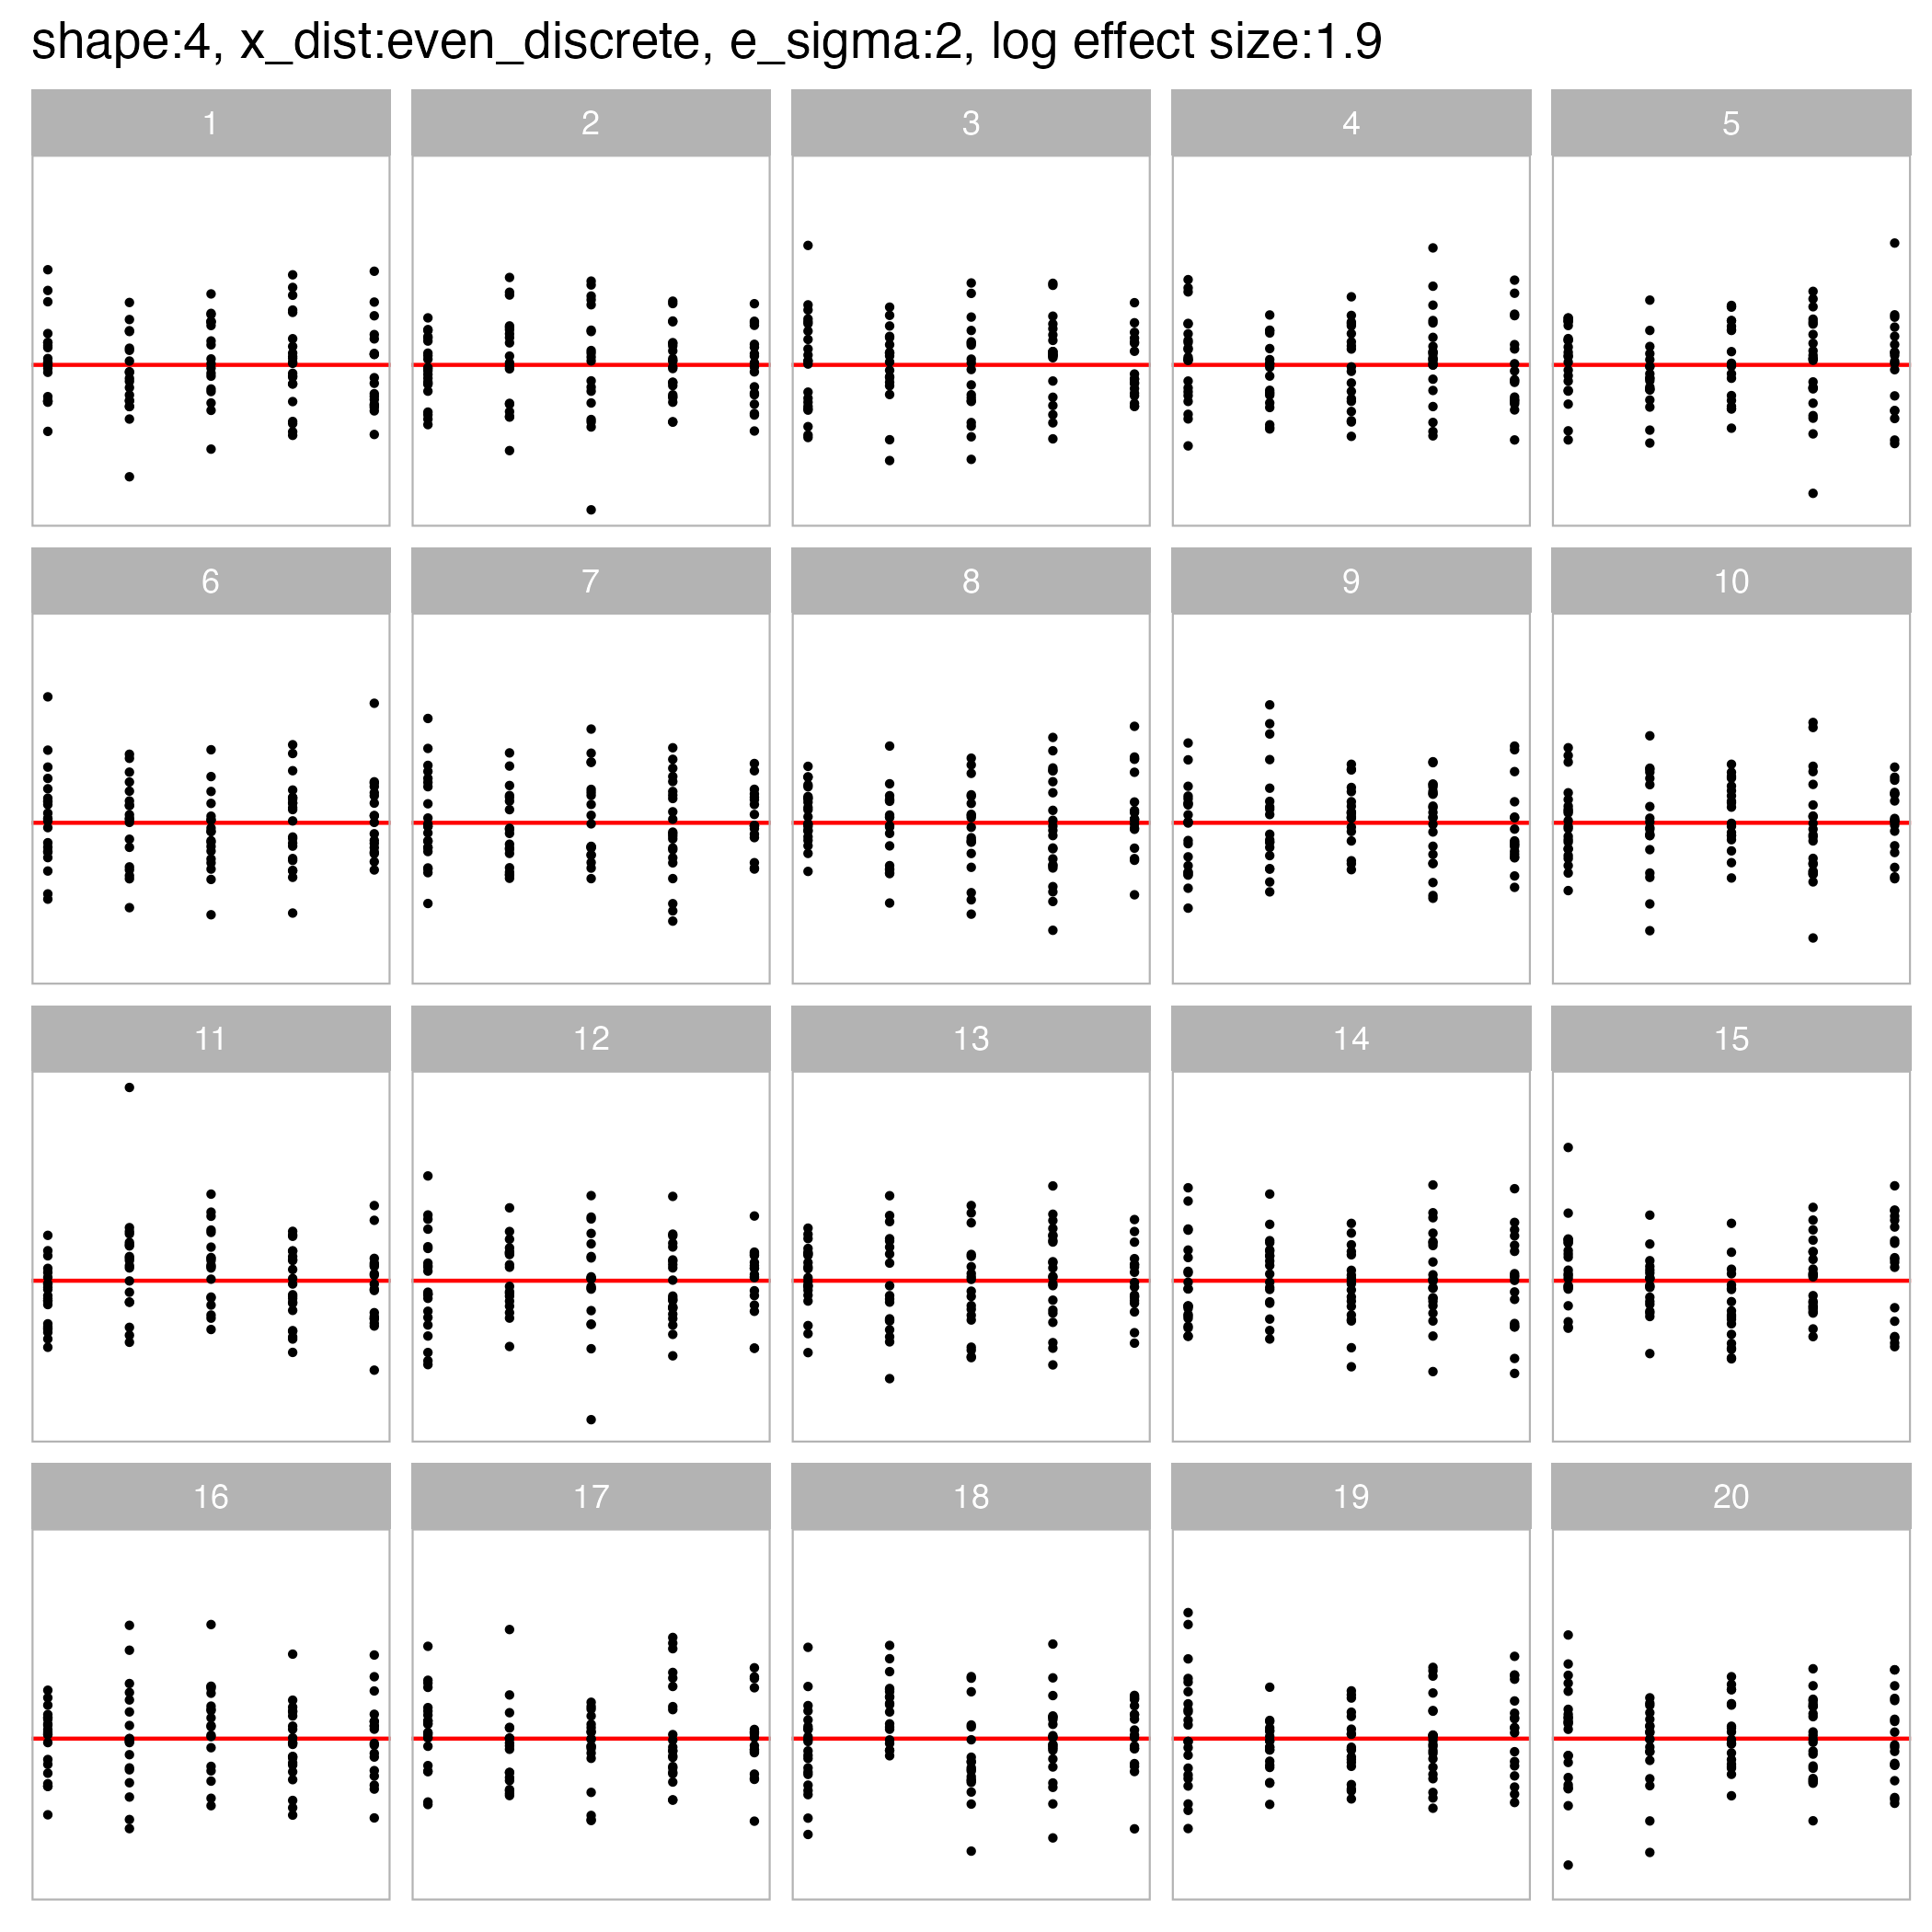 shape:4, x_dist:even_discrete, e_sigma:2, log effect size:1.9
1 2 3 4 5
6 7 8 9 10
11 12 13 14 15
16 17 18 19 20